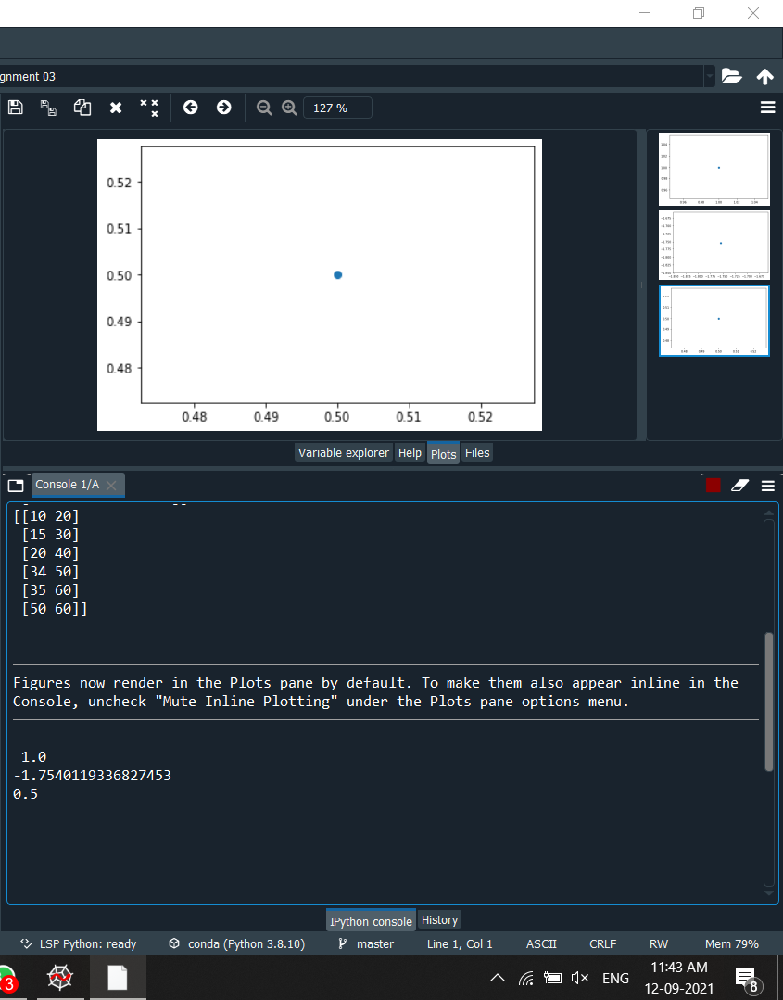 gnment 03
127 %
0.52
0.51
0.50
0.49
0.48
0.48 0.49 0.50 0.51 0.52
Variable explorer Help Plots Files
Console 1/A
[[10 20]
[15 30]
[20 40]
[34 50]
[35 60]
[50 60]]
Figures now render in the Plots pane by default. To make them also appear inline in the
Console, uncheck "Mute Inline Plotting" under the Plots pane options menu.
1.0
-1.7540119336827453
0.5
IPython console History
LSP Python: ready conda (Python 3.8.10) master Line 1, Col 1 ASCII CRLF RW Mem 79%
3 ENG 11:43 AM
12-09-2021 8